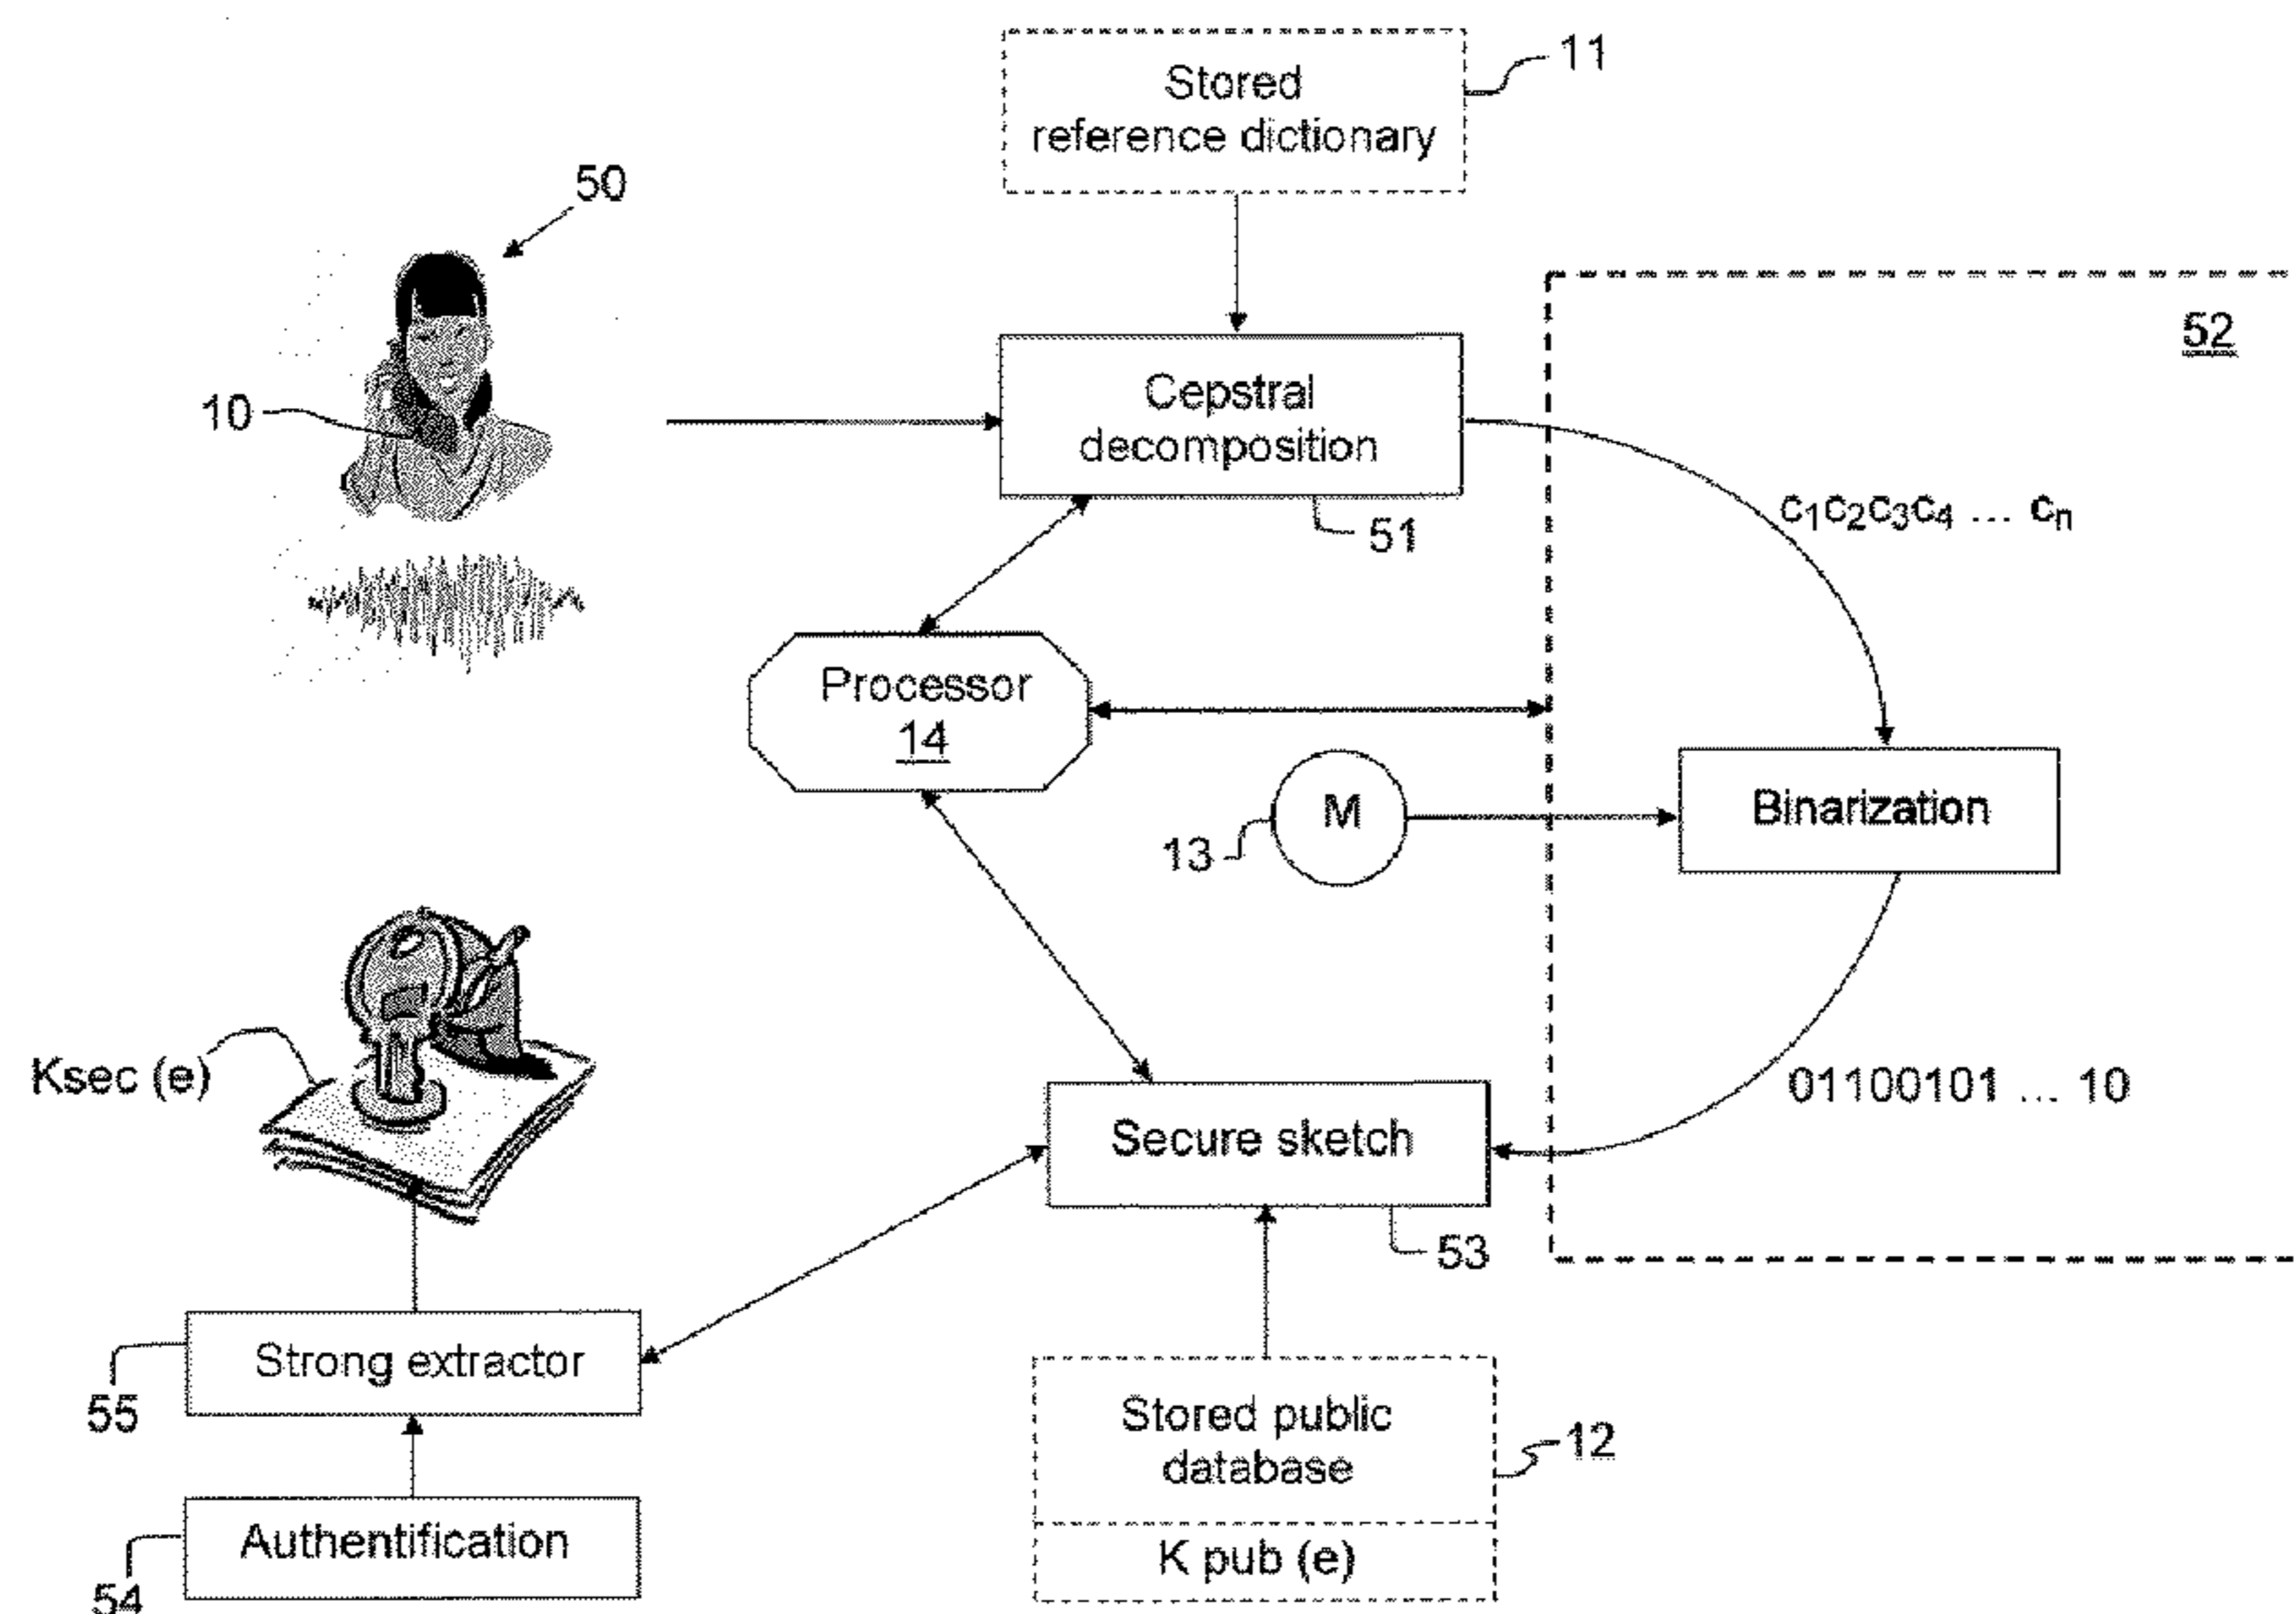 Stored
reference dictionary
11
50
52
10
Cepstral
decomposition
c1c2c3c4 ... cn
51
Processor
14
M
13
Binarization
Ksec (e)
01100101 ... 10
Secure sketch
53
Strong extractor
55
Stored public
database
12
Authentification
K pub (e)
54